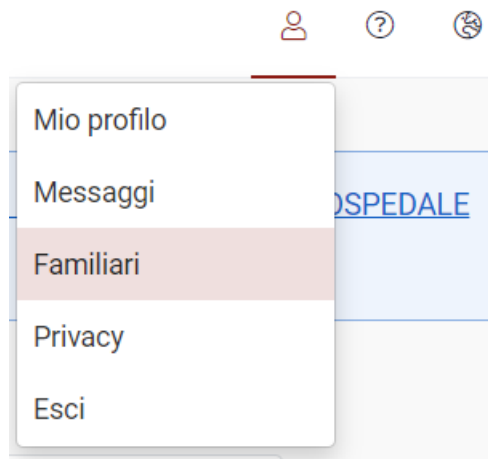 Mio profilo
Messaggi
OSPEDALE
Familiari
Privacy
Esci